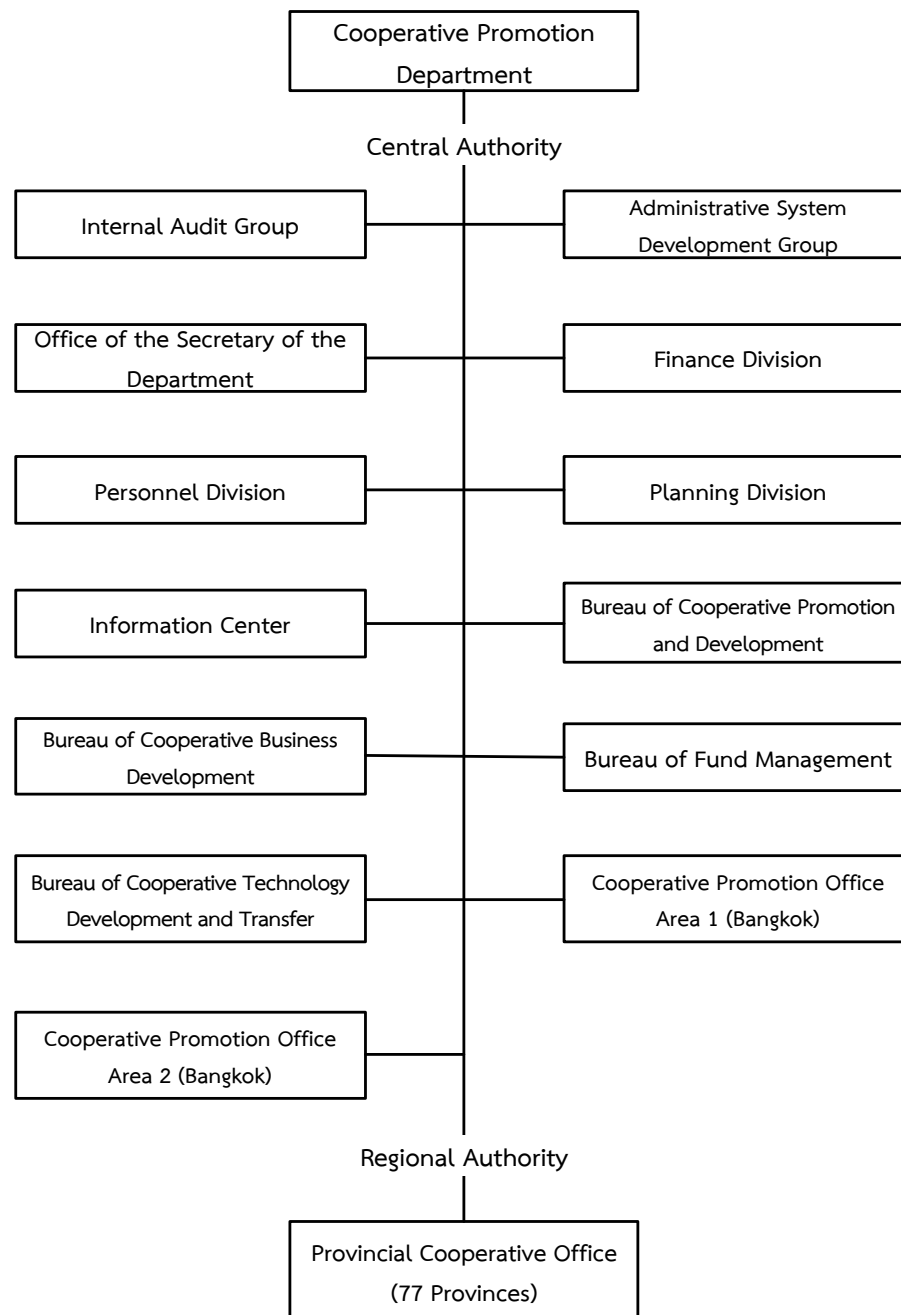 Cooperative Promotion
Department
Central Authority
Internal Audit Group
Administrative System
Development Group
Office of the Secretary of the
Department
Finance Division
Personnel Division
Planning Division
Information Center
Bureau of Cooperative Promotion
and Development
Bureau of Cooperative Business
Development
Bureau of Fund Management
Bureau of Cooperative Technology
Development and Transfer
Cooperative Promotion Office
Area 1 (Bangkok)
Cooperative Promotion Office
Area 2 (Bangkok)
Regional Authority
Provincial Cooperative Office
(77 Provinces)